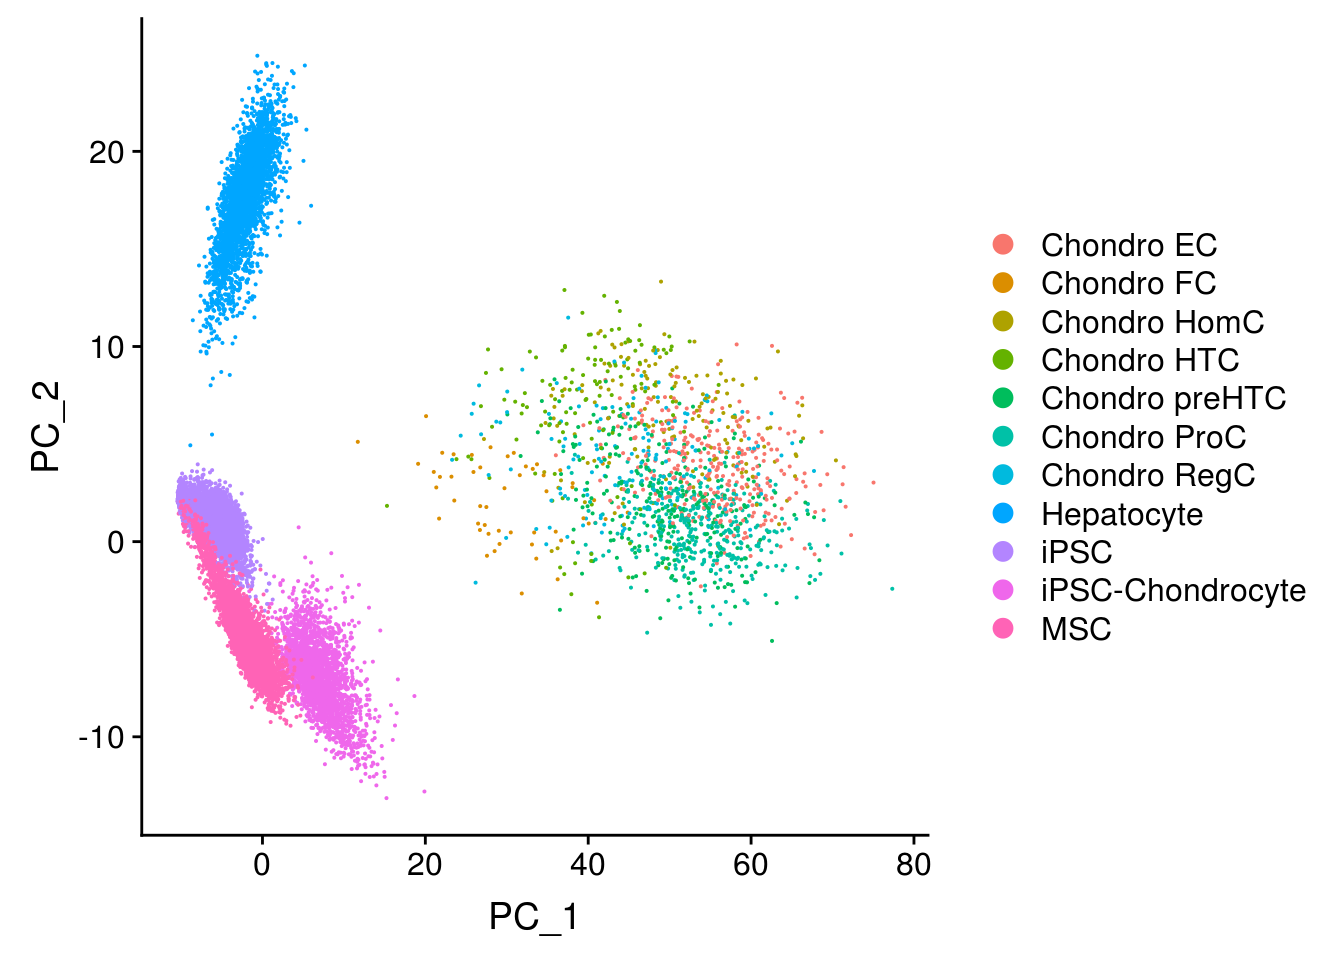 20
10
0
-10
PC_2
0
20
40
60
80
PC_1
Chondro EC
Chondro FC
Chondro HomC
Chondro HTC
Chondro preHTC
Chondro ProC
Chondro RegC
Hepatocyte
iPSC
iPSC-Chondrocyte
MSC